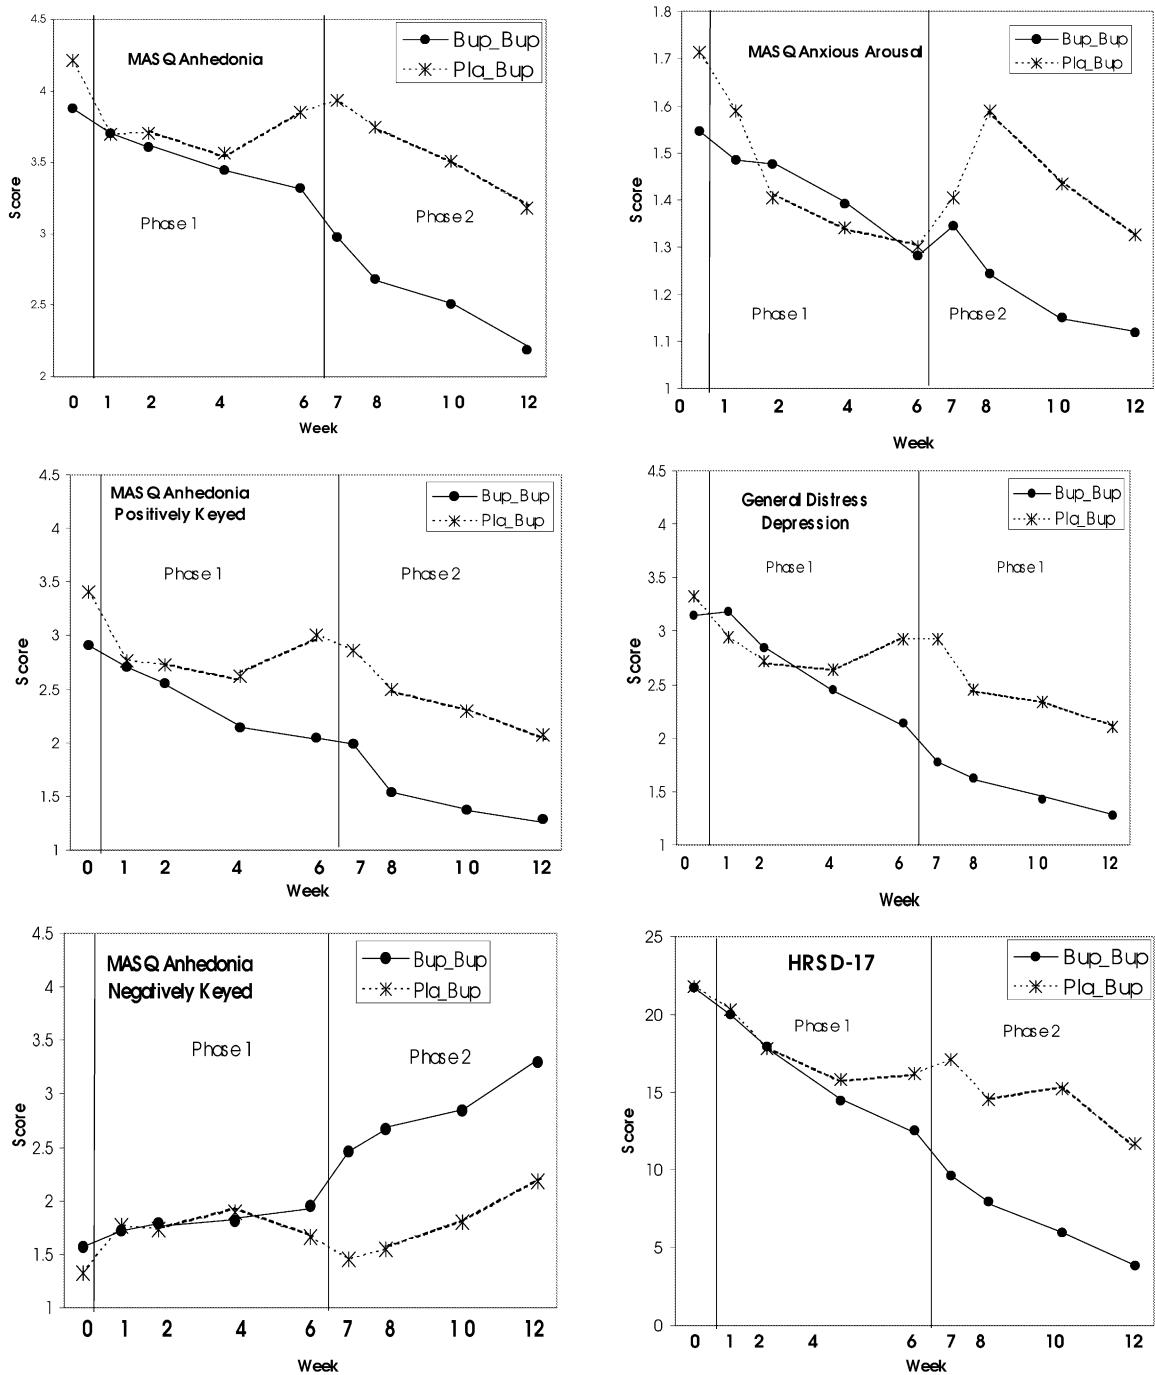 MASQ Anhedonia
Bup_Bup
Pla_Bup
4.5
4
3.5
3
2.5
2
Score
Phase 1
Phase 2
0 1 2 4 6 7 8 10 12
Week
MASQ Anxious Arousal
Bup_Bup
Pla_Bup
1.8
1.7
1.6
1.5
1.4
1.3
1.2
1.1
1
Score
Phase 1
Phase 2
0 1 2 4 6 7 8 10 12
Week
MASQ Anhedonia
Positively Keyed
Bup_Bup
Pla_Bup
4.5
4
3.5
3
2.5
2
1.5
1
Score
Phase 1
Phase 2
0 1 2 4 6 7 8 10 12
Week
General Distress
Depression
Bup_Bup
Pla_Bup
4.5
4
3.5
3
2.5
2
1.5
1
Score
Phase 1
Phase 1
0 1 2 4 6 7 8 10 12
Week
MASQ Anhedonia
Negatively Keyed
Bup_Bup
Pla_Bup
4.5
4
3.5
3
2.5
2
1.5
1
Score
Phase 1
Phase 2
0 1 2 4 6 7 8 10 12
Week
HRSD-17
Bup_Bup
Pla_Bup
25
20
15
10
5
0
Score
Phase 1
Phase 2
0 1 2 4 6 7 8 10 12
Week